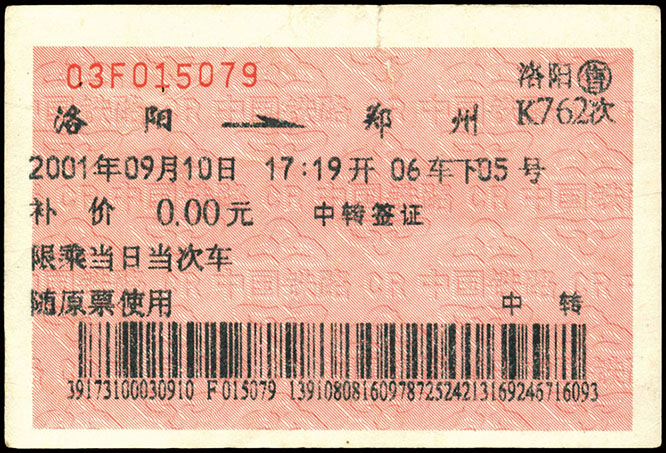 03F015079
洛阳 售
洛 阳 → 郑 州 K762次
2001年09月10日 17:19开 06车下05号
补 价 0.00元 中转签证
限乘当日当次车
随原票使用 中 转
39173100030910 F015079 1391080816097872524213169246716093